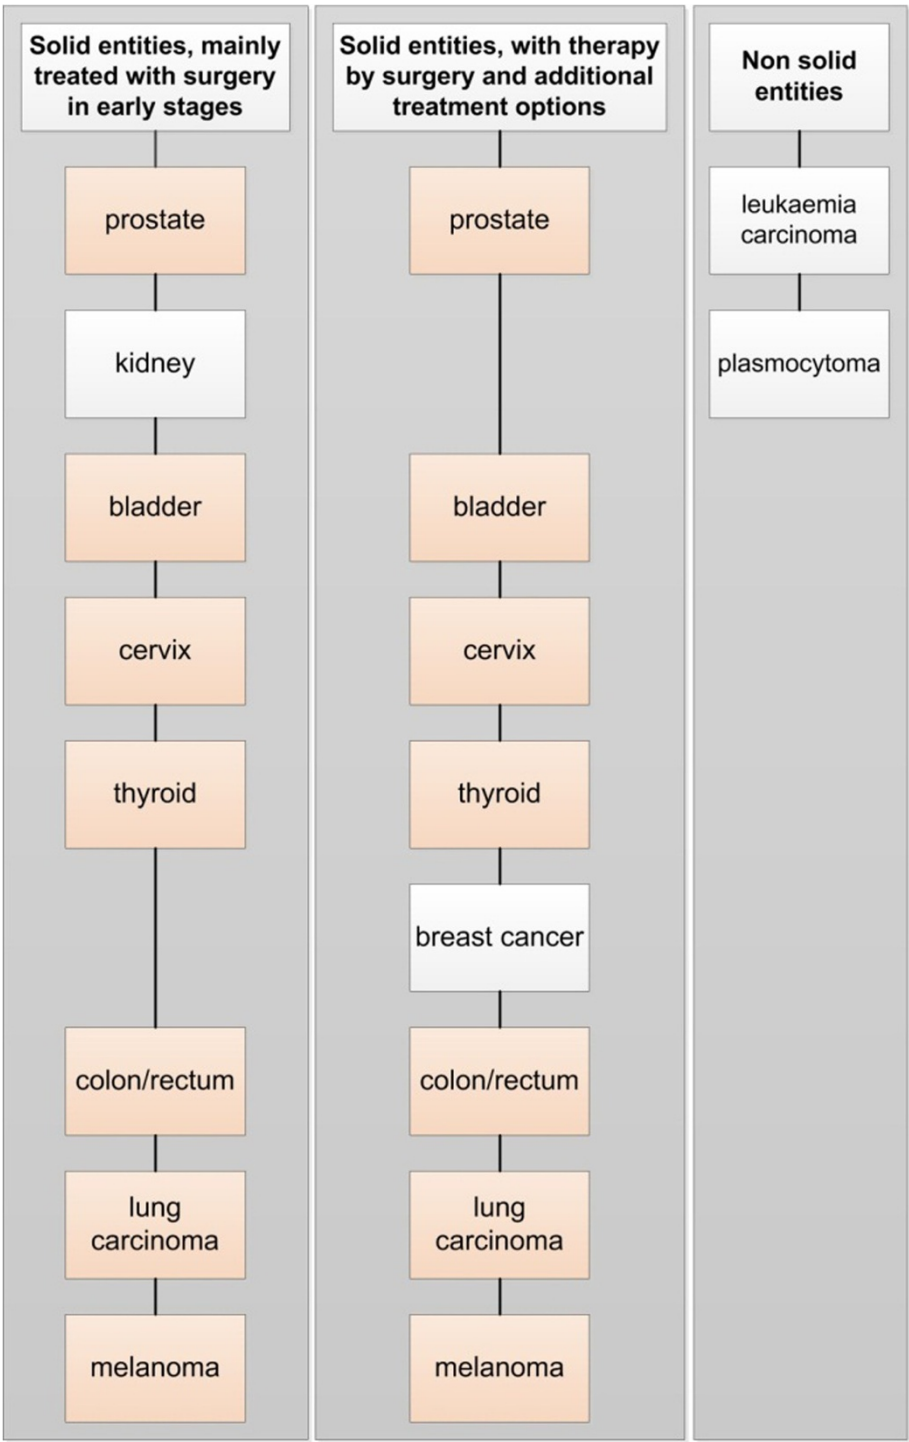 Solid entities, mainly
treated with surgery
in early stages
prostate
kidney
bladder
cervix
thyroid
colon/rectum
lung
carcinoma
melanoma
Solid entities, with therapy
by surgery and additional
treatment options
prostate
bladder
cervix
thyroid
breast cancer
colon/rectum
lung
carcinoma
melanoma
Non solid
entities
leukaemia
carcinoma
plasmocytoma